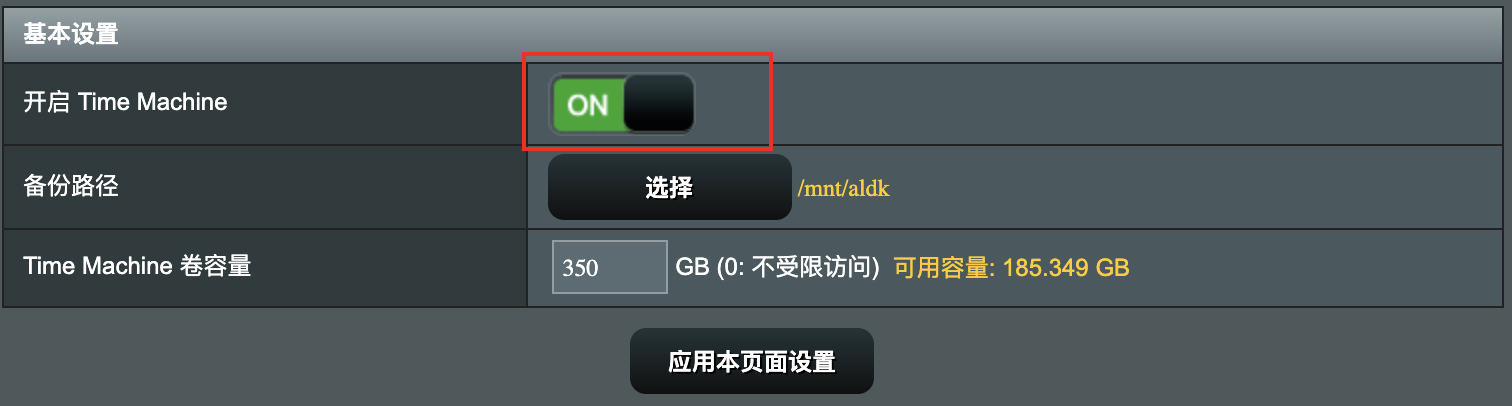 基本设置
开启 Time Machine ON
备份路径 选择 /mnt/aldk
Time Machine 卷容量 350 GB (0: 不受限访问) 可用容量: 185.349 GB
应用本页面设置